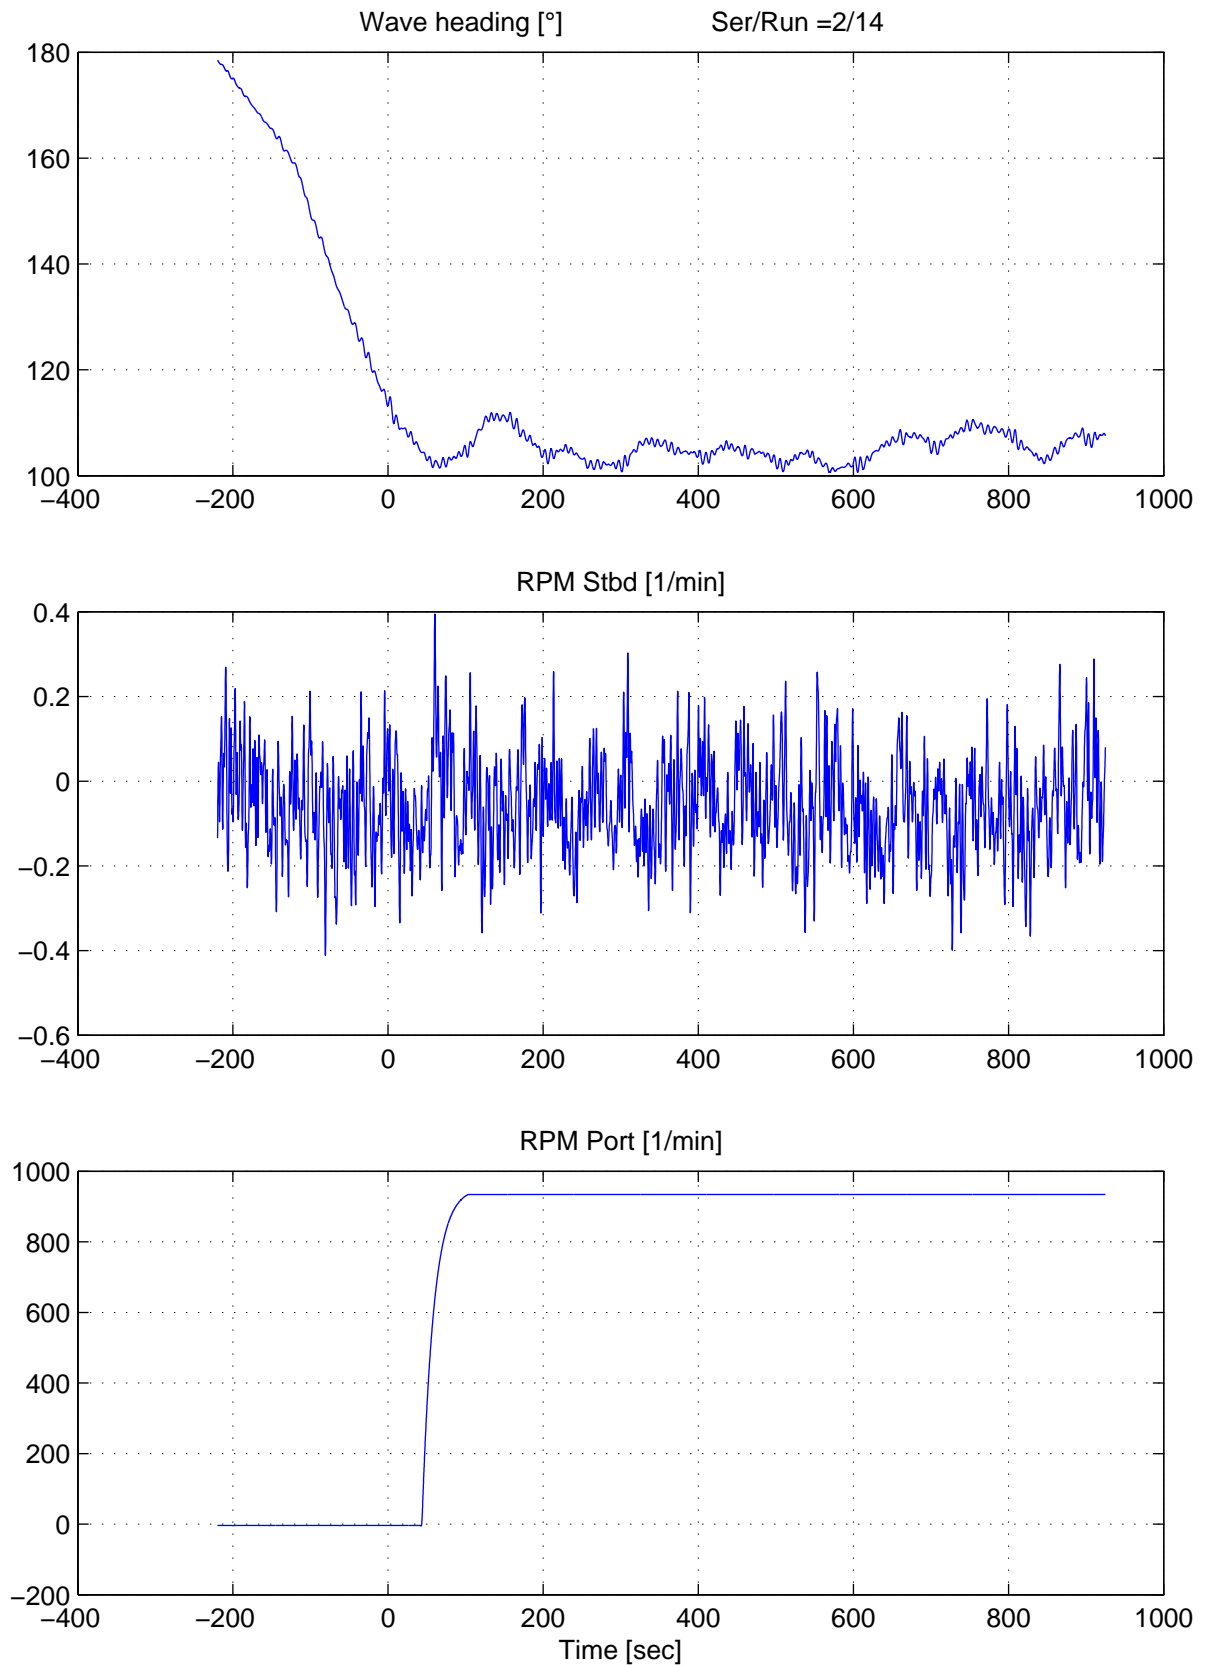 Wave heading [°] Ser/Run =2/14
180
160
140
120
100
−400 −200 0 200 400 600 800 1000
RPM Stbd [1/min]
0.4
0.2
0
−0.2
−0.4
−0.6
−400 −200 0 200 400 600 800 1000
RPM Port [1/min]
1000
800
600
400
200
0
−200
−400 −200 0 200 400 600 800 1000
Time [sec]